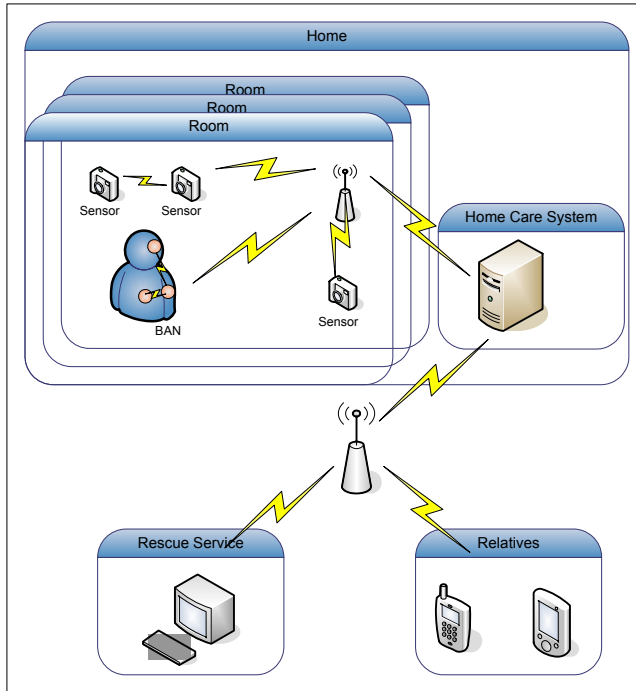 Home
Room
Room
Room
Sensor
Sensor
Home Care System
Sensor
BAN
Rescue Service
Relatives